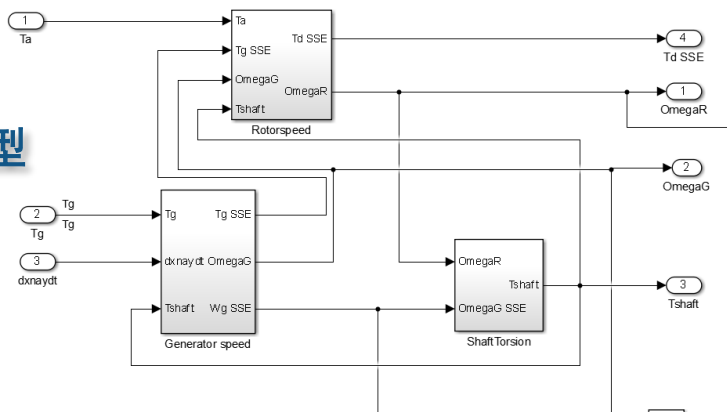 1
Ta
Ta
Tg SSE
OmegaG
Tshaft
Td SSE
OmegaR
Rotorspeed
4
Td SSE
1
OmegaR
2
OmegaG
型
2
Tg
Tg
Tg
3
dxnaydt
Tg
dxnaydt
Tshaft
Tg SSE
OmegaG
Wg SSE
Generator speed
OmegaR
OmegaG SSE
Tshaft
ShaftTorsion
3
Tshaft